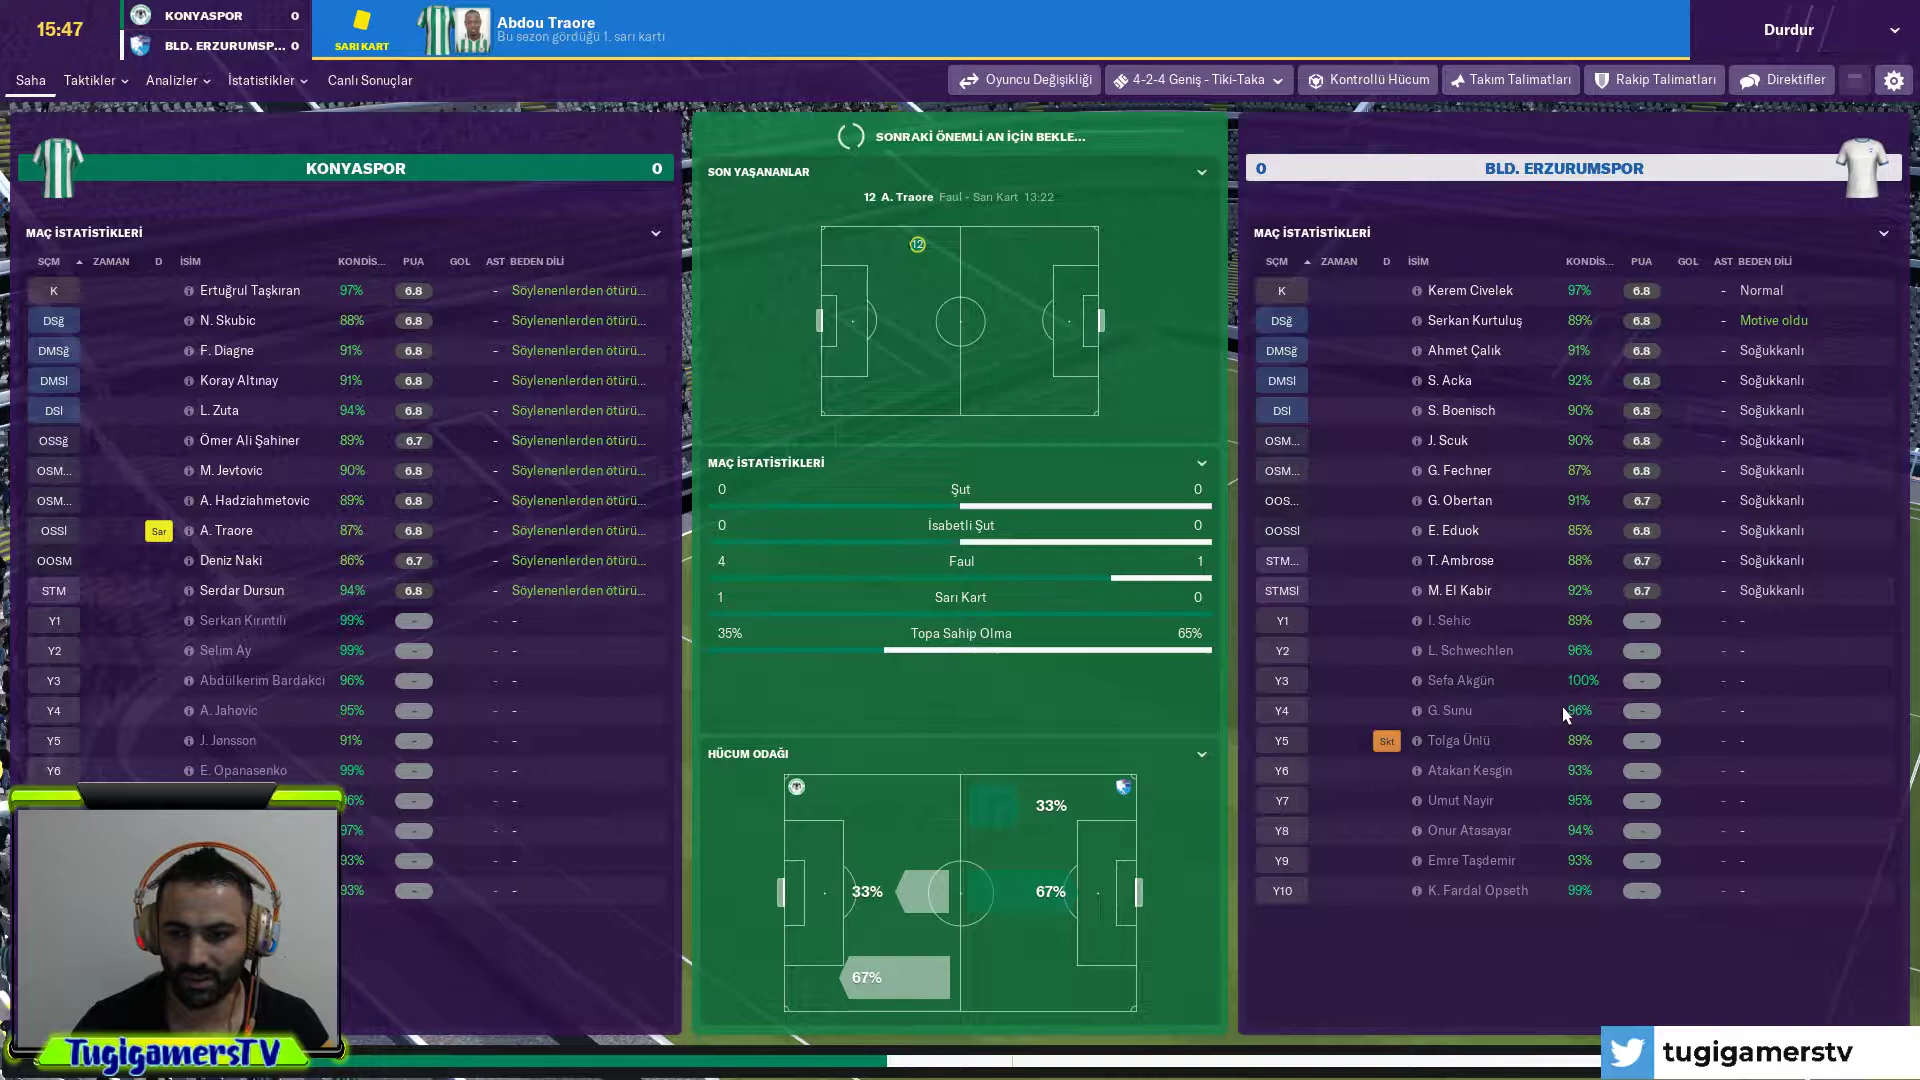 15:47
KONYASPOR 0
BLD. ERZURUMSP... 0
SARI KART
Abdou Traore
Bu sezon gördüğü 1. sarı kartı
Durdur
Saha Taktikler Analizler İstatistikler Canlı Sonuçlar
Oyuncu Değişikliği 4-2-4 Geniş - Tiki-Taka Kontrollü Hücum Takım Talimatları Rakip Talimatları Direktifler
KONYASPOR 0
MAÇ İSTATİSTİKLERİ
SÇM ZAMAN D İSİM KONDİS... PUA GOL AST BEDEN DİLİ
K Ertuğrul Taşkıran 97% 6.8 - Söylenenlerden ötürü...
DSğ N. Skubic 88% 6.8 - Söylenenlerden ötürü...
DMSğ F. Diagne 91% 6.8 - Söylenenlerden ötürü...
DMSl Koray Altınay 91% 6.8 - Söylenenlerden ötürü...
DSl L. Zuta 94% 6.8 - Söylenenlerden ötürü...
OSSğ Ömer Ali Şahiner 89% 6.7 - Söylenenlerden ötürü...
OSM... M. Jevtovic 90% 6.8 - Söylenenlerden ötürü...
OSM... A. Hadziahmetovic 89% 6.8 - Söylenenlerden ötürü...
OSSl Sar A. Traore 87% 6.8 - Söylenenlerden ötürü...
OOSM Deniz Naki 86% 6.7 - Söylenenlerden ötürü...
STM Serdar Dursun 94% 6.8 - Söylenenlerden ötürü...
Y1 Serkan Kırıntılı 99% - - -
Y2 Selim Ay 99% - - -
Y3 Abdülkerim Bardakcı 96% - - -
Y4 A. Jahovic 95% - - -
Y5 J. Jønsson 91% - - -
Y6 E. Opanasenko 99% - - -
96% - - -
97% - - -
93% - - -
93% - - -
SONRAKİ ÖNEMLİ AN İÇİN BEKLE...
SON YAŞANANLAR
12 A. Traore Faul - Sarı Kart 13:22
12
MAÇ İSTATİSTİKLERİ
0 Şut 0
0 İsabetli Şut 0
4 Faul 1
1 Sarı Kart 0
35% Topa Sahip Olma 65%
HÜCUM ODAĞI
33%
33% 67%
67%
0 BLD. ERZURUMSPOR
MAÇ İSTATİSTİKLERİ
SÇM ZAMAN D İSİM KONDİS... PUA GOL AST BEDEN DİLİ
K Kerem Civelek 97% 6.8 - Normal
DSğ Serkan Kurtuluş 89% 6.8 - Motive oldu
DMSğ Ahmet Çalık 91% 6.8 - Soğukkanlı
DMSl S. Acka 92% 6.8 - Soğukkanlı
DSl S. Boenisch 90% 6.8 - Soğukkanlı
OSM... J. Scuk 90% 6.8 - Soğukkanlı
OSM... G. Fechner 87% 6.8 - Soğukkanlı
OOS... G. Obertan 91% 6.7 - Soğukkanlı
OOSSl E. Eduok 85% 6.8 - Soğukkanlı
STM... T. Ambrose 88% 6.7 - Soğukkanlı
STMSl M. El Kabir 92% 6.7 - Soğukkanlı
Y1 I. Sehic 89% - - -
Y2 L. Schwechlen 96% - - -
Y3 Sefa Akgün 100% - - -
Y4 G. Sunu 96% - - -
Y5 Skt Tolga Ünlü 89% - - -
Y6 Atakan Kesgin 93% - - -
Y7 Umut Nayir 95% - - -
Y8 Onur Atasayar 94% - - -
Y9 Emre Taşdemir 93% - - -
Y10 K. Fardal Opseth 99% - - -
TugigamersTV
tugigamerstv